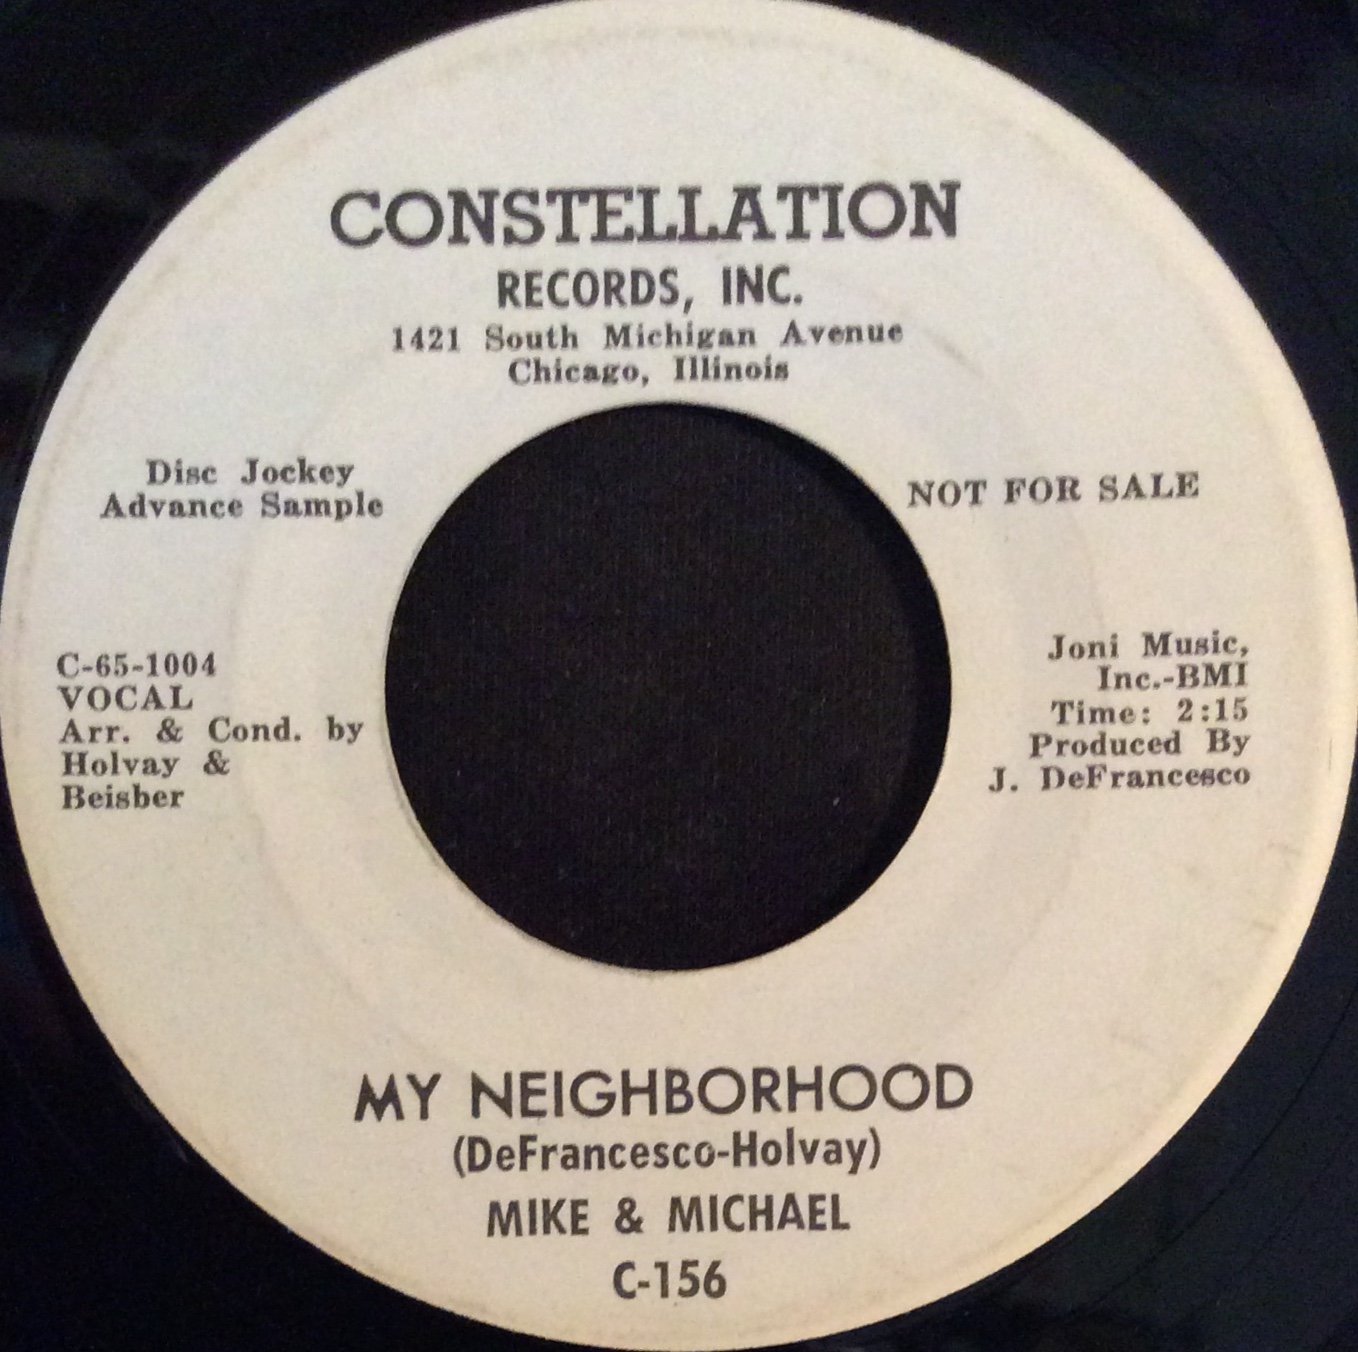 CONSTELLATION
RECORDS, INC.
1421 South Michigan Avenue
Chicago, Illinois
Disc Jockey
Advance Sample
NOT FOR SALE
C-65-1004
VOCAL
Arr. & Cond. by
Holvay &
Beisber
Joni Music,
Inc.-BMI
Time: 2:15
Produced By
J. DeFrancesco
MY NEIGHBORHOOD
(DeFrancesco-Holvay)
MIKE & MICHAEL
C-156